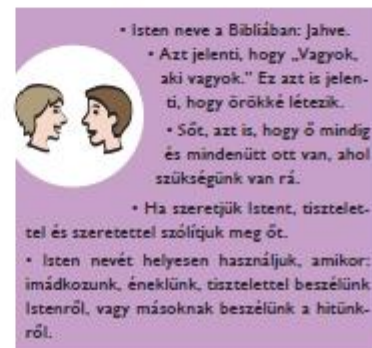 • Isten neve a Bibliában: Jahve.
• Azt jelenti, hogy „Vagyok,
aki vagyok.” Ez azt is jelen-
ti, hogy örökké létezik.
• Sőt, azt is, hogy ő mindig
és mindenütt ott van, ahol
szükségünk van rá.
• Ha szeretjük Istent, tisztelet-
tel és szeretettel szólítjuk meg őt.
• Isten nevét helyesen használjuk, amikor:
imádkozunk, éneklünk, tisztelettel beszélünk
Istenről, vagy másoknak beszélünk a hitünk-
ről.